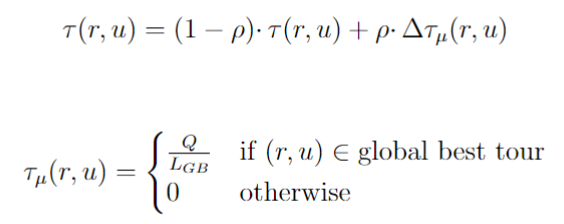 τ(r, u) = (1 − ρ)· τ(r, u) + ρ· Δτ_μ(r, u)
τ_μ(r, u) = { Q/L_GB if (r, u) ∈ global best tour
0 otherwise